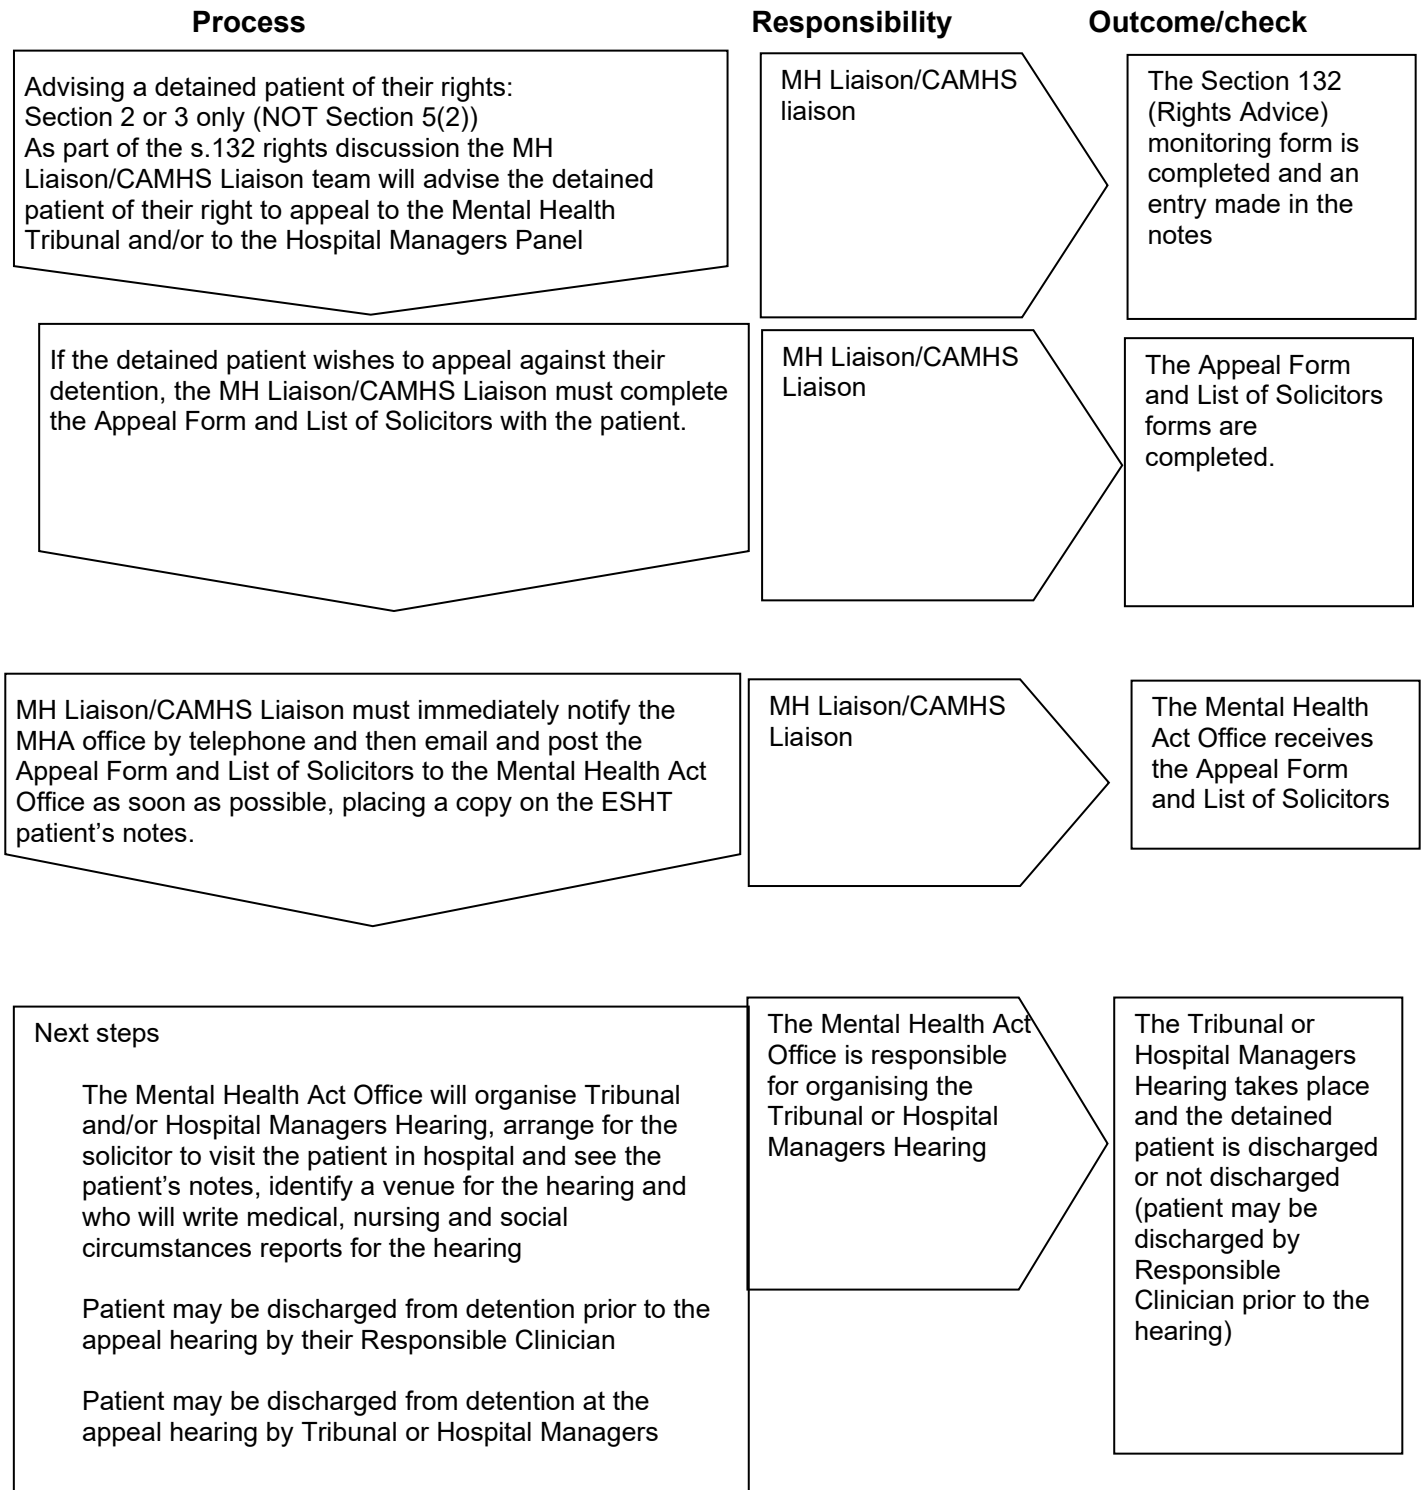 Process
Responsibility
Outcome/check
Advising a detained patient of their rights:
Section 2 or 3 only (NOT Section 5(2))
As part of the s.132 rights discussion the MH
Liaison/CAMHS Liaison team will advise the detained
patient of their right to appeal to the Mental Health
Tribunal and/or to the Hospital Managers Panel
MH Liaison/CAMHS
liaison
The Section 132
(Rights Advice)
monitoring form is
completed and an
entry made in the
notes
If the detained patient wishes to appeal against their
detention, the MH Liaison/CAMHS Liaison must complete
the Appeal Form and List of Solicitors with the patient.
MH Liaison/CAMHS
Liaison
The Appeal Form
and List of Solicitors
forms are
completed.
MH Liaison/CAMHS Liaison must immediately notify the
MHA office by telephone and then email and post the
Appeal Form and List of Solicitors to the Mental Health Act
Office as soon as possible, placing a copy on the ESHT
patient’s notes.
MH Liaison/CAMHS
Liaison
The Mental Health
Act Office receives
the Appeal Form
and List of Solicitors
Next steps
The Mental Health Act Office will organise Tribunal
and/or Hospital Managers Hearing, arrange for the
solicitor to visit the patient in hospital and see the
patient’s notes, identify a venue for the hearing and
who will write medical, nursing and social
circumstances reports for the hearing
Patient may be discharged from detention prior to the
appeal hearing by their Responsible Clinician
Patient may be discharged from detention at the
appeal hearing by Tribunal or Hospital Managers
The Mental Health Act
Office is responsible
for organising the
Tribunal or Hospital
Managers Hearing
The Tribunal or
Hospital Managers
Hearing takes place
and the detained
patient is discharged
or not discharged
(patient may be
discharged by
Responsible
Clinician prior to the
hearing)